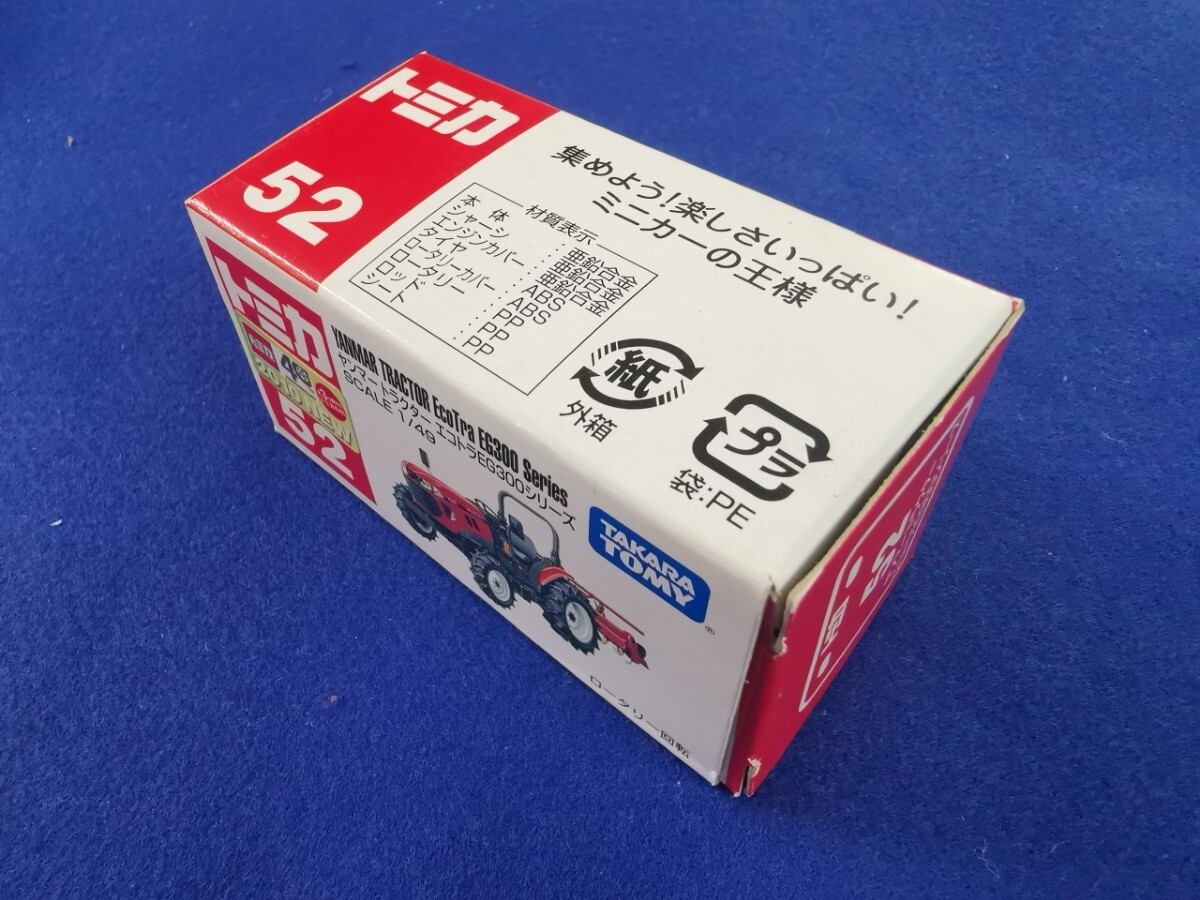 トミカ
52
集めよう!楽しさいっぱい!
ミニカーの王様
材質表示
本体 ‥ 亜鉛合金
シャーシ ‥ 亜鉛合金
エンジンカバー ‥ 亜鉛合金
タイヤ ‥ ABS
ロータリーカバー ‥ ABS
ロータリー ‥ PP
ロッド ‥ PP
シート ‥ PP
紙
外箱
プラ
袋:PE
トミカ
トミカ 4
2010 NEW
52
YANMAR TRACTOR EcoTra EG300 Series
ヤンマートラクター エコトラEG300シリーズ
SCALE 1/49
TAKARA
TOMY
®
ロータリー回転